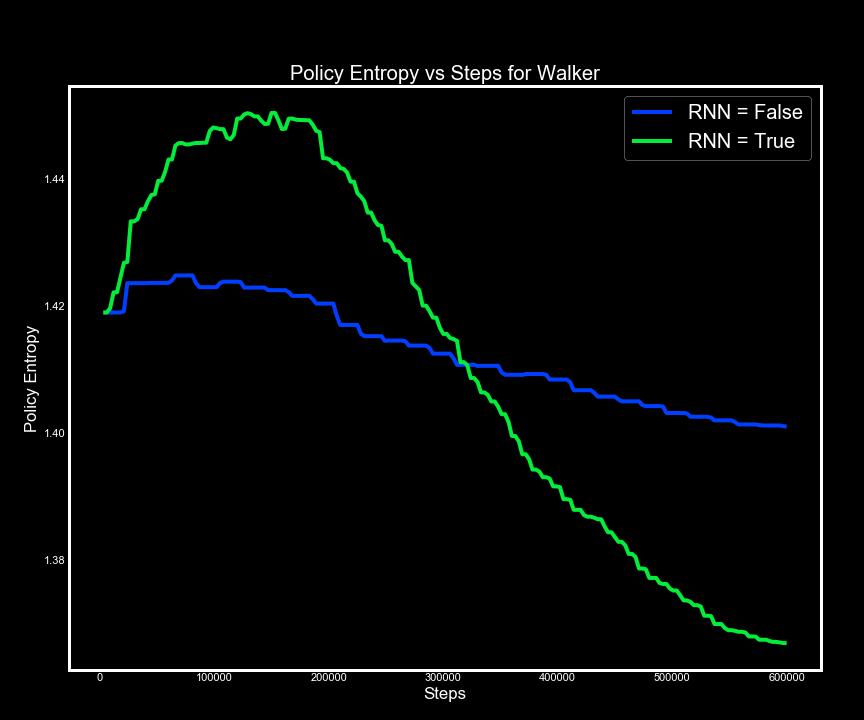 Policy Entropy vs Steps for Walker
RNN = False
RNN = True
1.44
1.42
1.40
1.38
Policy Entropy
0
100000
200000
300000
400000
500000
600000
Steps